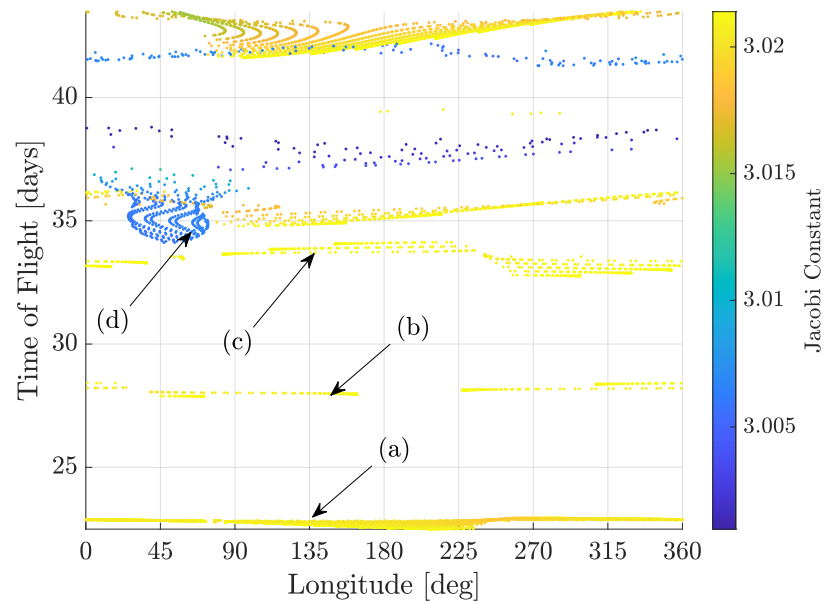 40
35
30
25
0 45 90 135 180 225 270 315 360
Longitude [deg]
Time of Flight [days]
(a)
(b)
(c)
(d)
3.02
3.015
3.01
3.005
Jacobi Constant